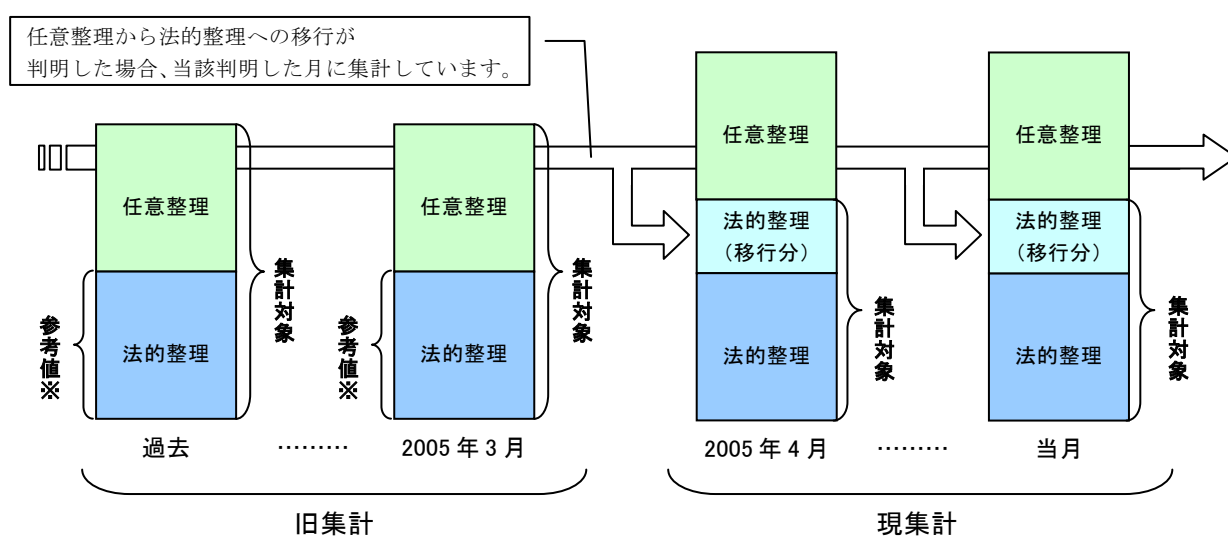 任意整理から法的整理への移行が
判明した場合、当該判明した月に集計しています。
任意整理
法的整理
参考値※
集計対象
過去
………
任意整理
法的整理
参考値※
集計対象
2005年3月
旧集計
任意整理
法的整理
(移行分)
法的整理
集計対象
2005年4月
………
任意整理
法的整理
(移行分)
法的整理
集計対象
当月
現集計